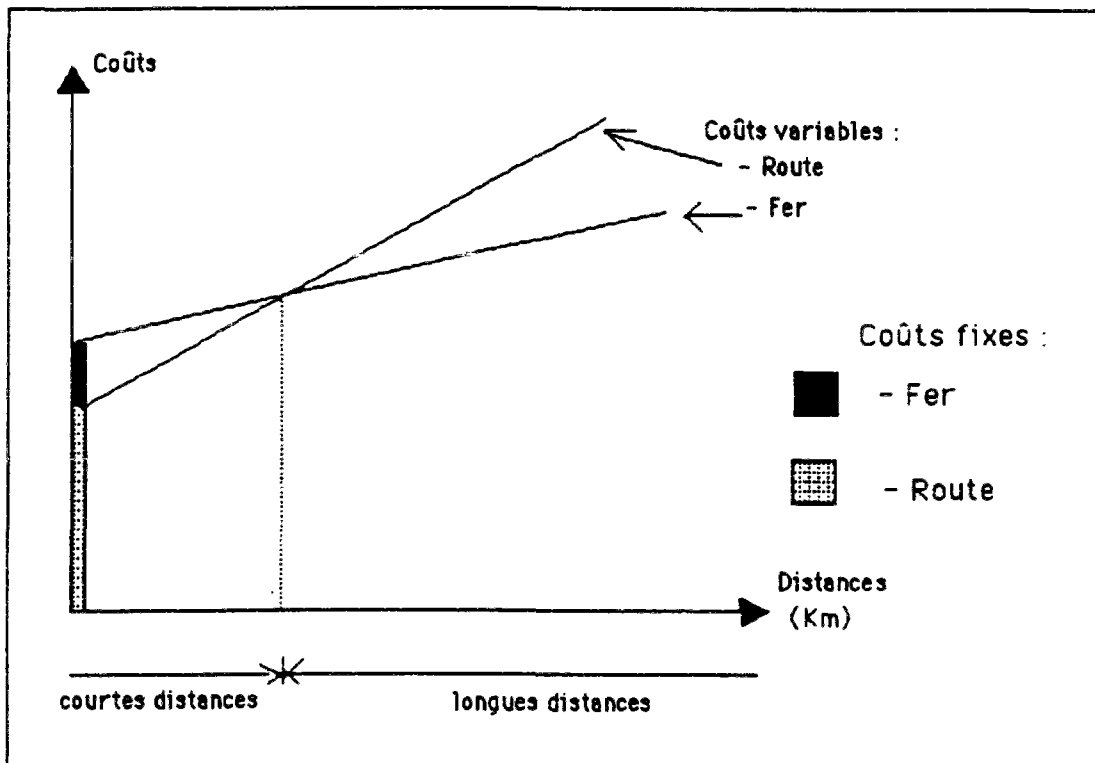 Coûts
Coûts variables :
- Route
- Fer
Coûts fixes :
- Fer
- Route
Distances
(Km)
courtes distances
longues distances